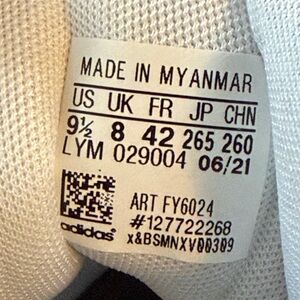 MADE IN MYANMAR
US UK FR JP CHN
9½ 8 42 265 260
LYM 029004 06/21
ART FY6024
#127722268
x&BSMNXV00309
adidas